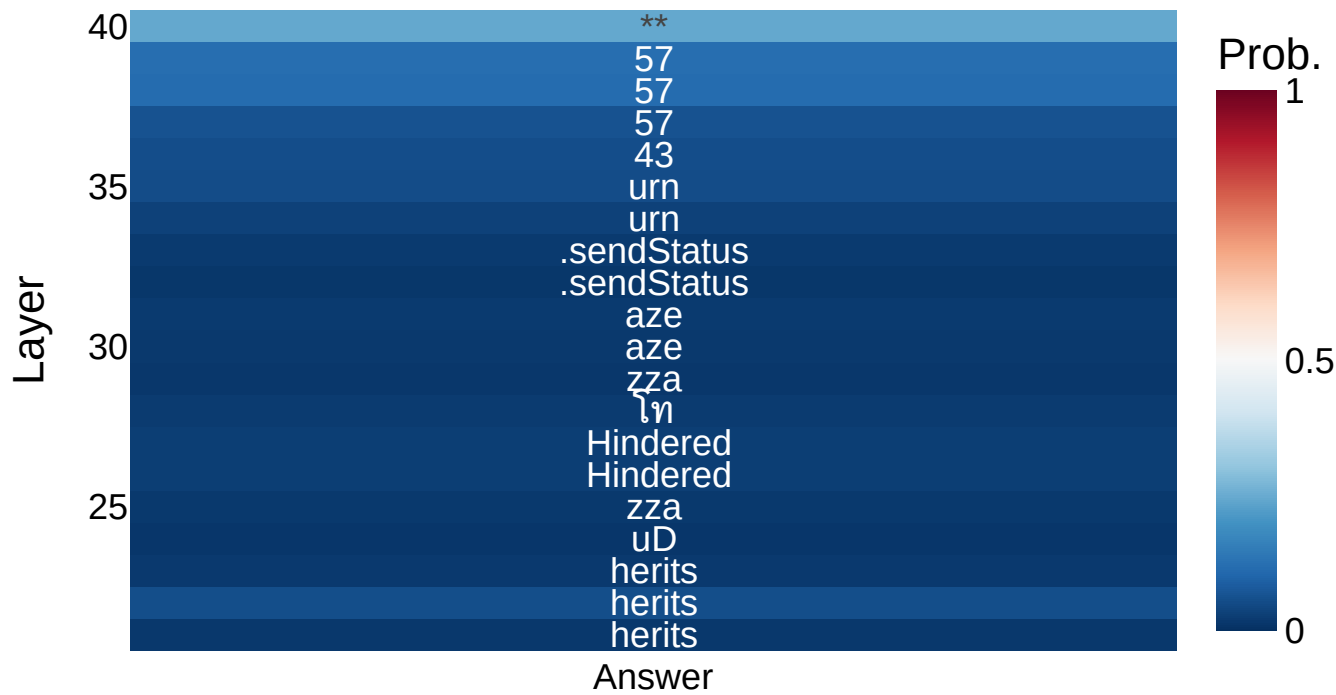 40
**
57
57
57
43
35
urn
urn
.sendStatus
.sendStatus
aze
30
aze
zza
โท
Hindered
Hindered
25
zza
uD
herits
herits
herits
Layer
Answer
Prob.
1
0.5
0